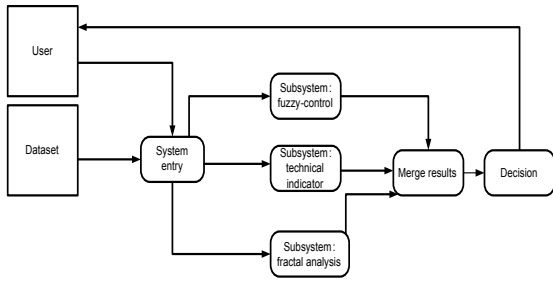 User
Dataset
System
entry
Subsystem:
fuzzy-control
Subsystem:
technical
indicator
Subsystem:
fractal analysis
Merge results
Decision